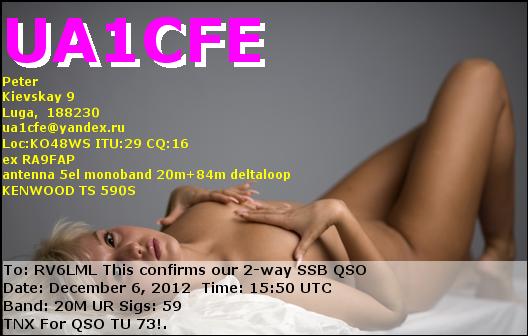 UA1CFE
Peter
Kievskay 9
Luga,  188230
ua1cfe@yandex.ru
Loc:KO48WS ITU:29 CQ:16
ex RA9FAP
antenna 5el monoband 20m+84m deltaloop
KENWOOD TS 590S
To: RV6LML This confirms our 2-way SSB QSO
Date: December 6, 2012  Time: 15:50 UTC
Band: 20M UR Sigs: 59
TNX For QSO TU 73!.